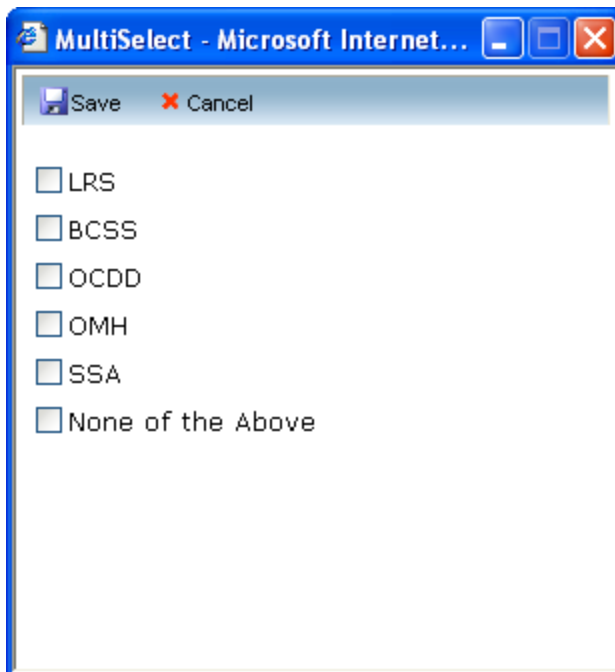 MultiSelect - Microsoft Internet...
Save Cancel
LRS
BCSS
OCDD
OMH
SSA
None of the Above